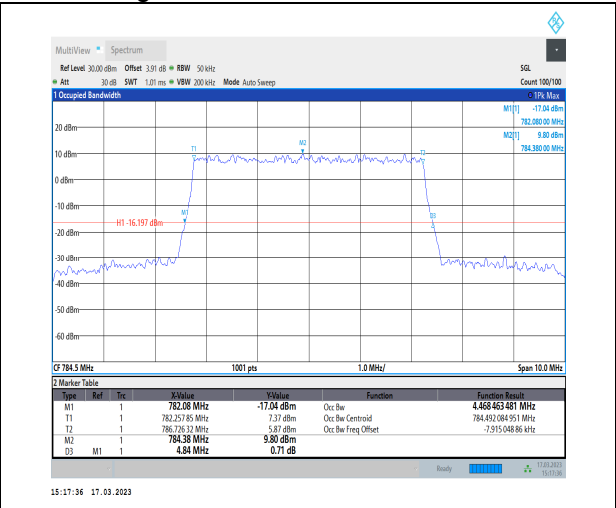 MultiView Spectrum
Ref Level 30.00 dBm Offset 3.91 dB RBW 50 kHz SGL
Att 30 dB SWT 1.01 ms VBW 200 kHz Mode Auto Sweep Count 100/100
1 Occupied Bandwidth 1Pk Max
M1[1] -17.04 dBm
782.080 00 MHz
M2[1] 9.80 dBm
784.380 00 MHz
20 dBm
M2
T1 T2
10 dBm
0 dBm
-10 dBm
M1 D3
H1 -16.197 dBm
-20 dBm
-30 dBm
-40 dBm
-50 dBm
-60 dBm
CF 784.5 MHz 1001 pts 1.0 MHz/ Span 10.0 MHz
2 Marker Table
Type Ref Trc X-Value Y-Value Function Function Result
M1 1 782.08 MHz -17.04 dBm Occ Bw 4.468 463 481 MHz
T1 1 782.257 85 MHz 7.37 dBm Occ Bw Centroid 784.492 084 951 MHz
T2 1 786.726 32 MHz 5.87 dBm Occ Bw Freq Offset -7.915 048 86 kHz
M2 1 784.38 MHz 9.80 dBm
D3 M1 1 4.84 MHz 0.71 dB
Ready 17.03.2023
15:17:36
15:17:36 17.03.2023